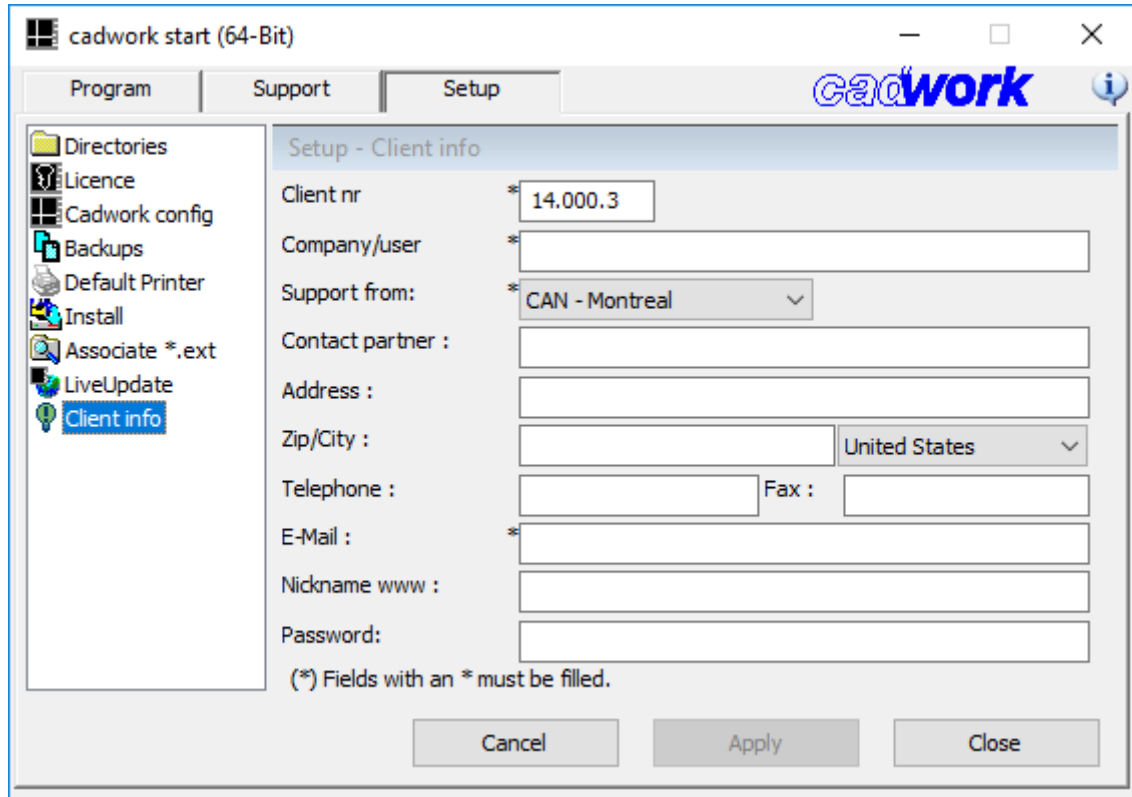 cadwork start (64-Bit)
Program Support Setup cadwork
Directories
Licence
Cadwork config
Backups
Default Printer
Install
Associate *.ext
LiveUpdate
Client info
Setup - Client info
Client nr * 14.000.3
Company/user *
Support from: * CAN - Montreal
Contact partner :
Address :
Zip/City : United States
Telephone : Fax :
E-Mail : *
Nickname www :
Password:
(*) Fields with an * must be filled.
Cancel Apply Close